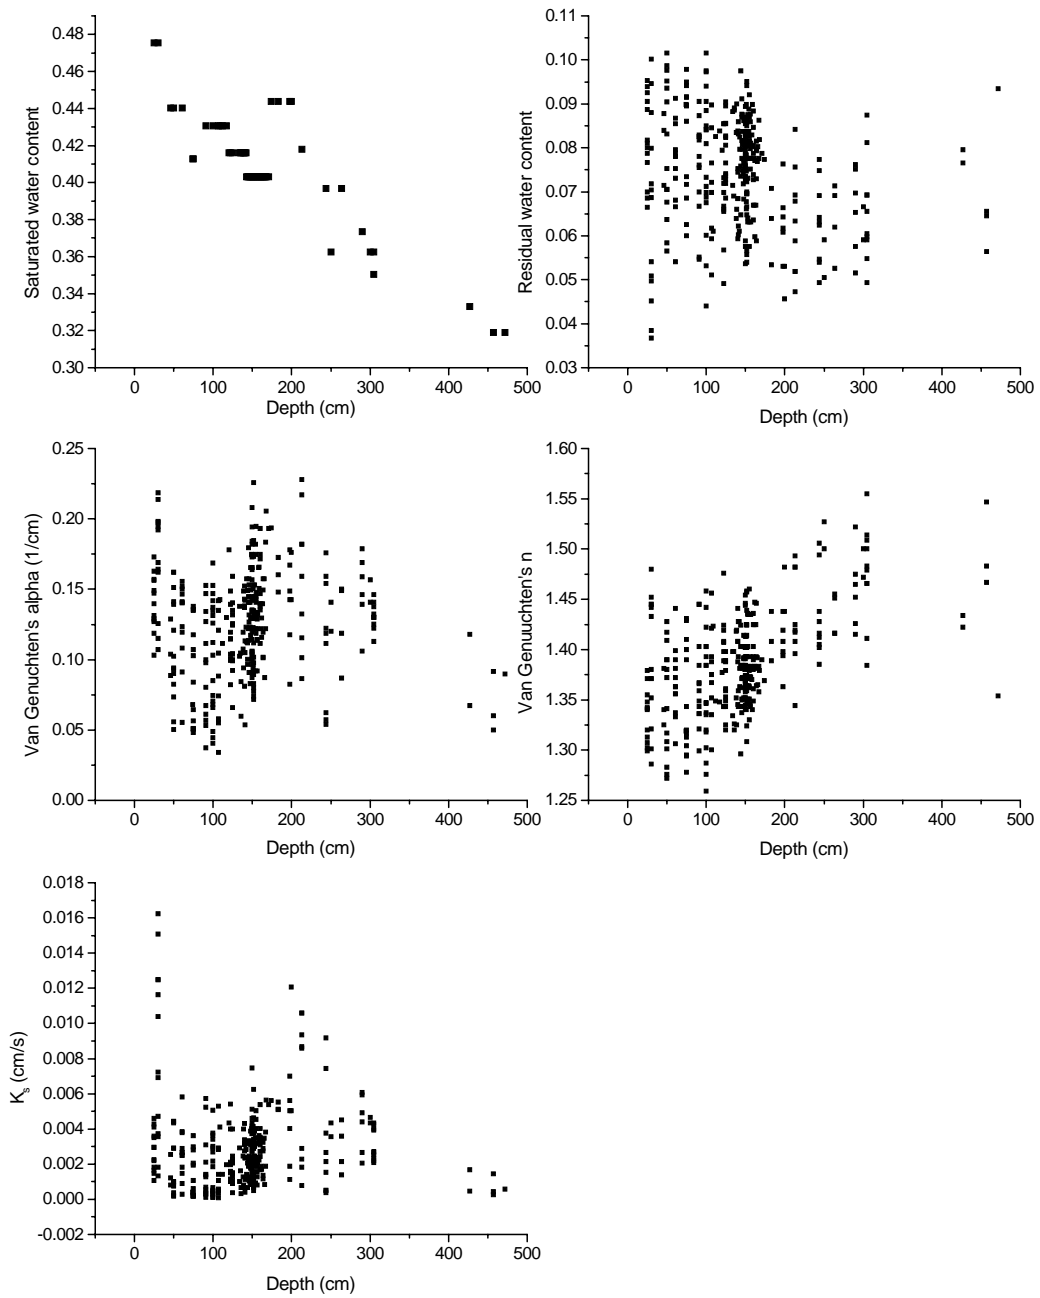 0.48
0.46
0.44
0.42
0.40
0.38
0.36
0.34
0.32
0.30
Saturated water content
0 100 200 300 400 500
Depth (cm)
0.11
0.10
0.09
0.08
0.07
0.06
0.05
0.04
0.03
Residual water content
0 100 200 300 400 500
Depth (cm)
0.25
0.20
0.15
0.10
0.05
0.00
Van Genuchten's alpha (1/cm)
0 100 200 300 400 500
Depth (cm)
1.60
1.55
1.50
1.45
1.40
1.35
1.30
1.25
Van Genuuchten's n
0 100 200 300 400 500
Depth (cm)
0.018
0.016
0.014
0.012
0.010
0.008
0.006
0.004
0.002
0.000
-0.002
Ks (cm/s)
0 100 200 300 400 500
Depth (cm)